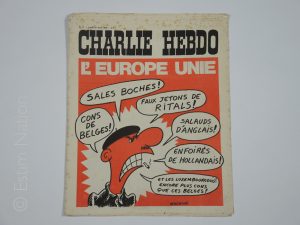 CHARLIE HEBDO
L'EUROPE UNIE
SALES BOCHES!
FAUX JETONS DE
RITALS!
CONS
DE
BELGES!
SALAUDS
D'ANGLAIS!
ENFOIRÉS
DE HOLLANDAIS!
ET LES LUXEMBOURGEOIS
ENCORE PLUS CONS
QUE CES BELGES!